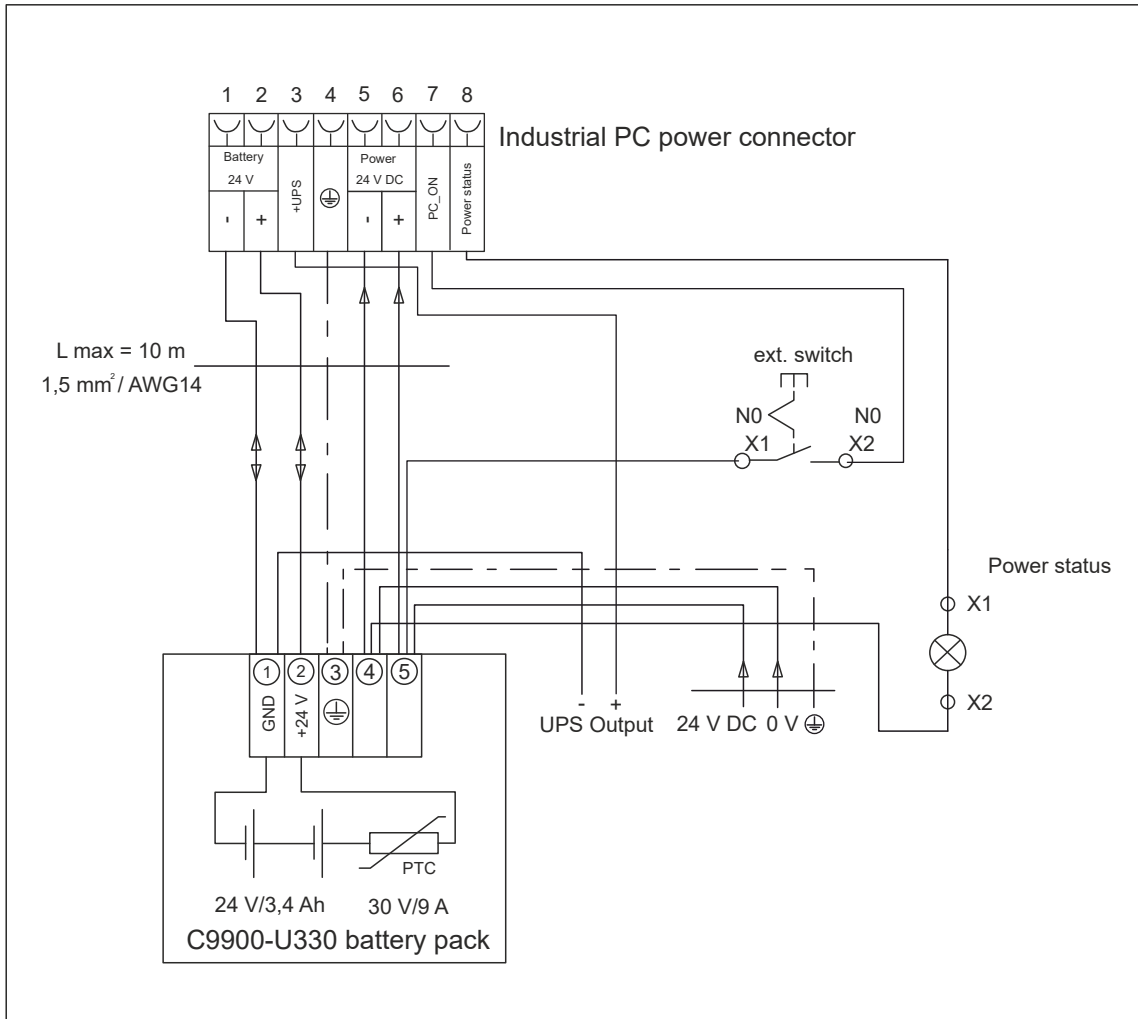 1 2 3 4 5 6 7 8
Industrial PC power connector
Battery
24 V
- +
+UPS
Power
24 V DC
- +
PC_ON
Power status
L max = 10 m
1,5 mm²/ AWG14
ext. switch
N0 N0
X1 X2
Power status
X1
X2
1 2 3 4 5
GND
+24 V
- +
UPS Output
24 V DC 0 V
PTC
24 V/3,4 Ah 30 V/9 A
C9900-U330 battery pack